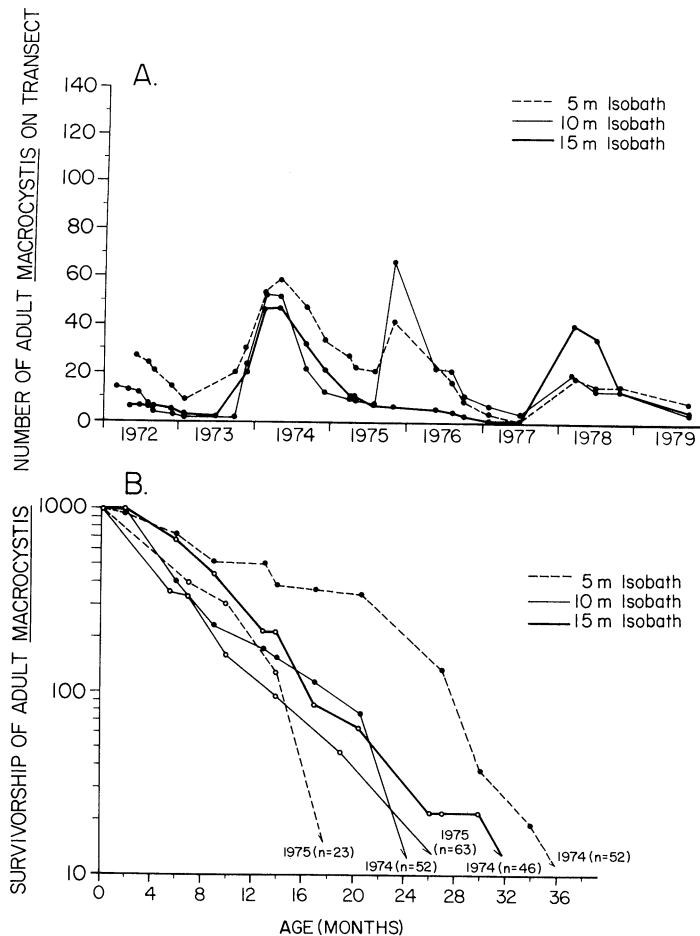 A.
NUMBER OF ADULT MACROCYSTIS ON TRANSECT
140
120
100
80
60
40
20
0
5 m Isobath
10 m Isobath
15 m Isobath
1972 1973 1974 1975 1976 1977 1978 1979
B.
SURVIVORSHIP OF ADULT MACROCYSTIS
1000
100
10
5 m Isobath
10 m Isobath
15 m Isobath
1975 (n=23)
1974 (n=52)
1975
(n=63)
1974 (n=46)
1974 (n=52)
0 4 8 12 16 20 24 28 32 36
AGE (MONTHS)